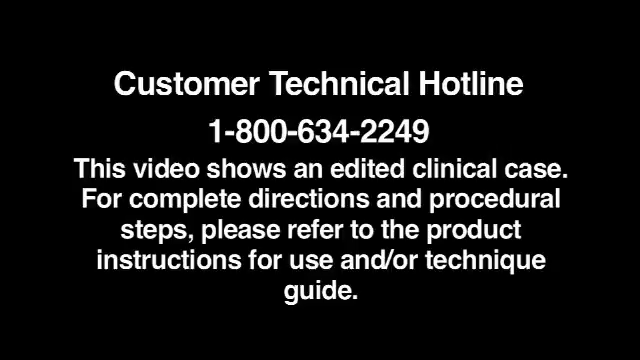 Customer Technical Hotline
1-800-634-2249
This video shows an edited clinical case.
For complete directions and procedural
steps, please refer to the product
instructions for use and/or technique
guide.